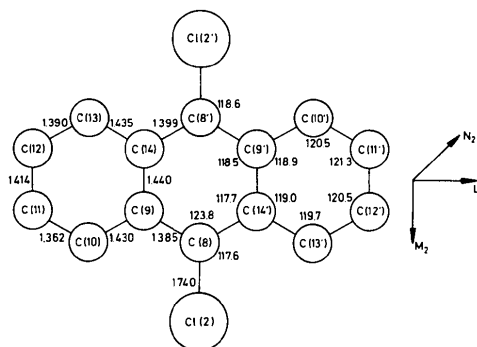 Cl(2')
1.390
C(13)
1.435
1.399
C(8')
118.6
C(10')
C(12)
C(14)
118.5
C(9')
118.9
120.5
C(11')
N₂
1.414
1.440
121.3
L
C(11)
C(9)
123.8
117.7
C(14')
119.0
120.5
C(12')
1.362
C(10)
1.430
1.385
C(8)
117.6
119.7
C(13')
M₂
1.740
Cl(2)